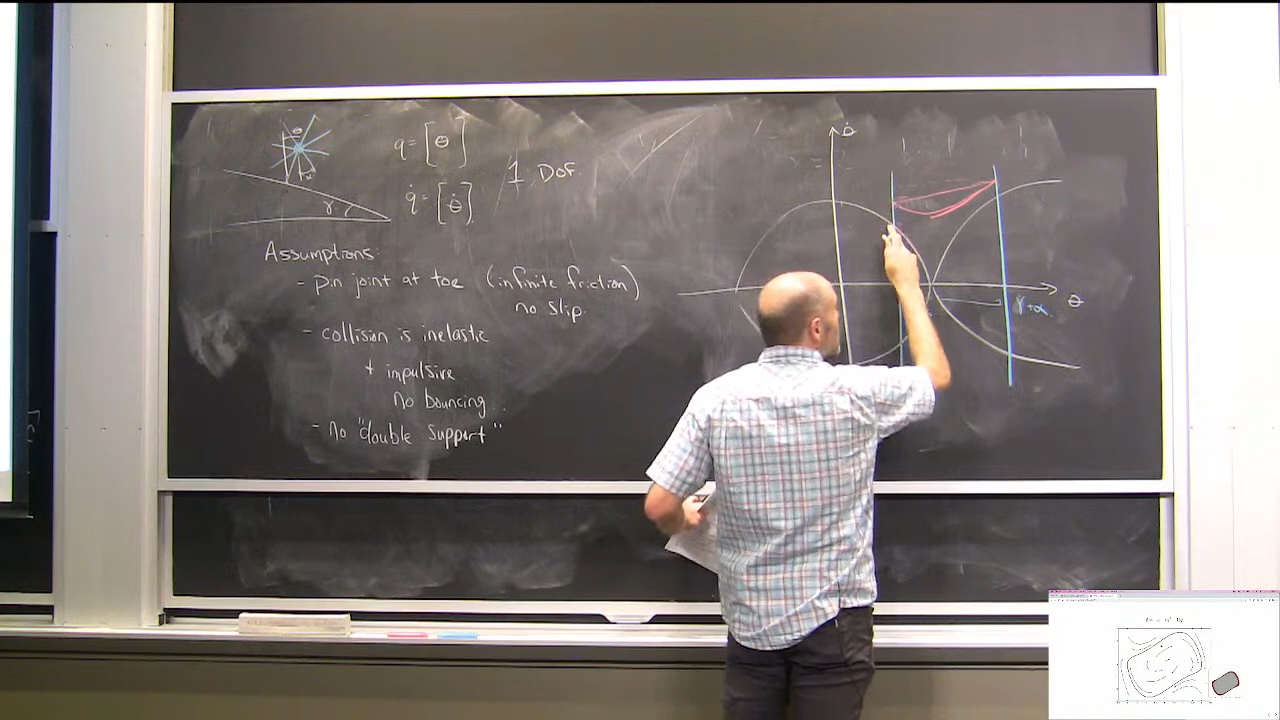 θ
α
γ
q = [θ]
q̇ = [θ̇]
1 DoF.
Assumptions:
- pin joint at toe (infinite friction)
no slip.
- collision is inelastic
+ impulsive
no bouncing.
- no "double support"
θ̇
θ
γ+α